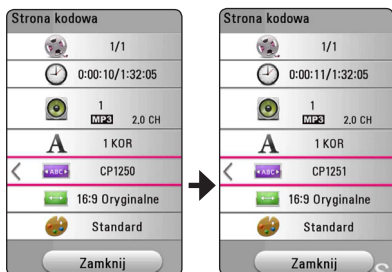 Strona kodowa
1/1
0:00:10/1:32:05
1
MP3 2.0 CH
A 1 KOR
ABC CP1250
16:9 Oryginalne
Standard
Zamknij
Strona kodowa
1/1
0:00:11/1:32:05
1
MP3 2.0 CH
A 1 KOR
ABC CP1251
16:9 Oryginalne
Standard
Zamknij
S